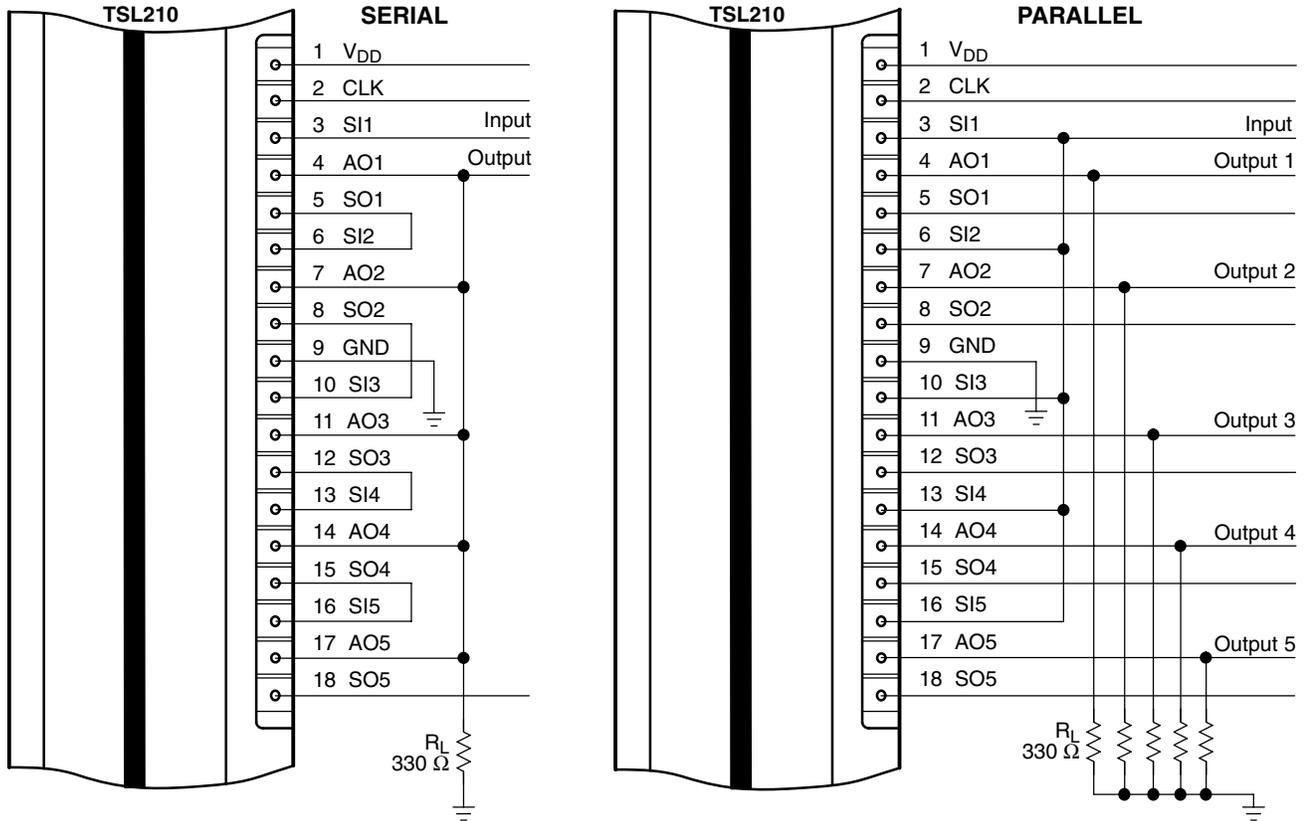 TSL210 SERIAL
1 VDD
2 CLK
3 SI1 Input
4 AO1 Output
5 SO1
6 SI2
7 AO2
8 SO2
9 GND
10 SI3
11 AO3
12 SO3
13 SI4
14 AO4
15 SO4
16 SI5
17 AO5
18 SO5
RL
330 Ω
TSL210 PARALLEL
1 VDD
2 CLK
3 SI1 Input
4 AO1 Output 1
5 SO1
6 SI2
7 AO2 Output 2
8 SO2
9 GND
10 SI3
11 AO3 Output 3
12 SO3
13 SI4
14 AO4 Output 4
15 SO4
16 SI5
17 AO5 Output 5
18 SO5
RL
330 Ω